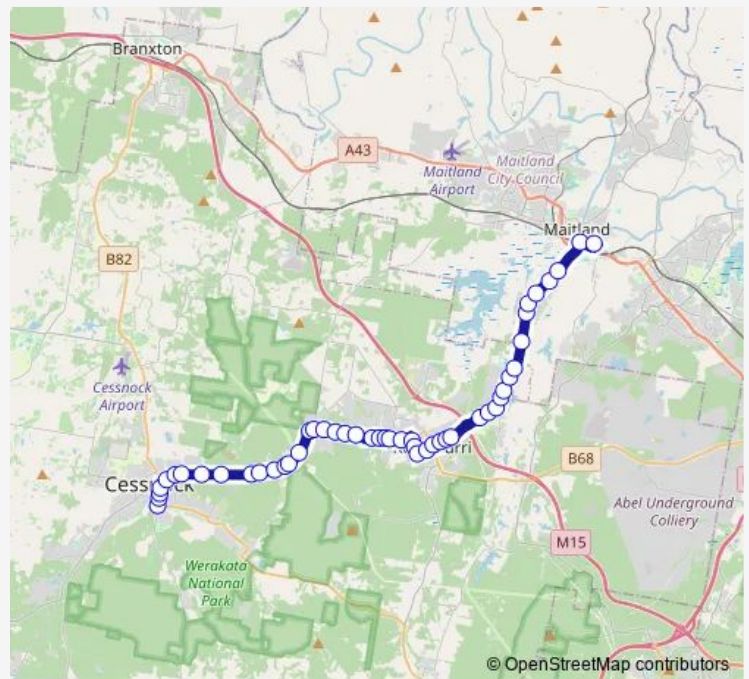 Branxton
A43
Maitland
Airport
Maitland
City Council
Maitland
B82
Cessnock
Airport
B68
Cessnock
Abel Underground
Colliery
M15
Werakata
National
Park
© OpenStreetMap contributors